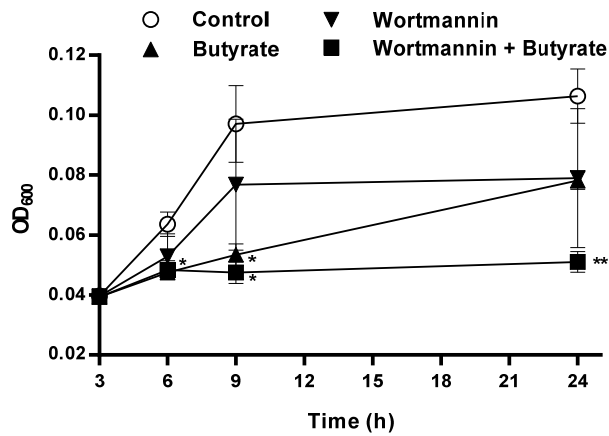 Control
Wortmannin
Butyrate
Wortmannin + Butyrate
0.12
0.10
0.08
0.06
0.04
0.02
OD600
*
*
*
**
3 6 9 12 15 18 21 24
Time (h)